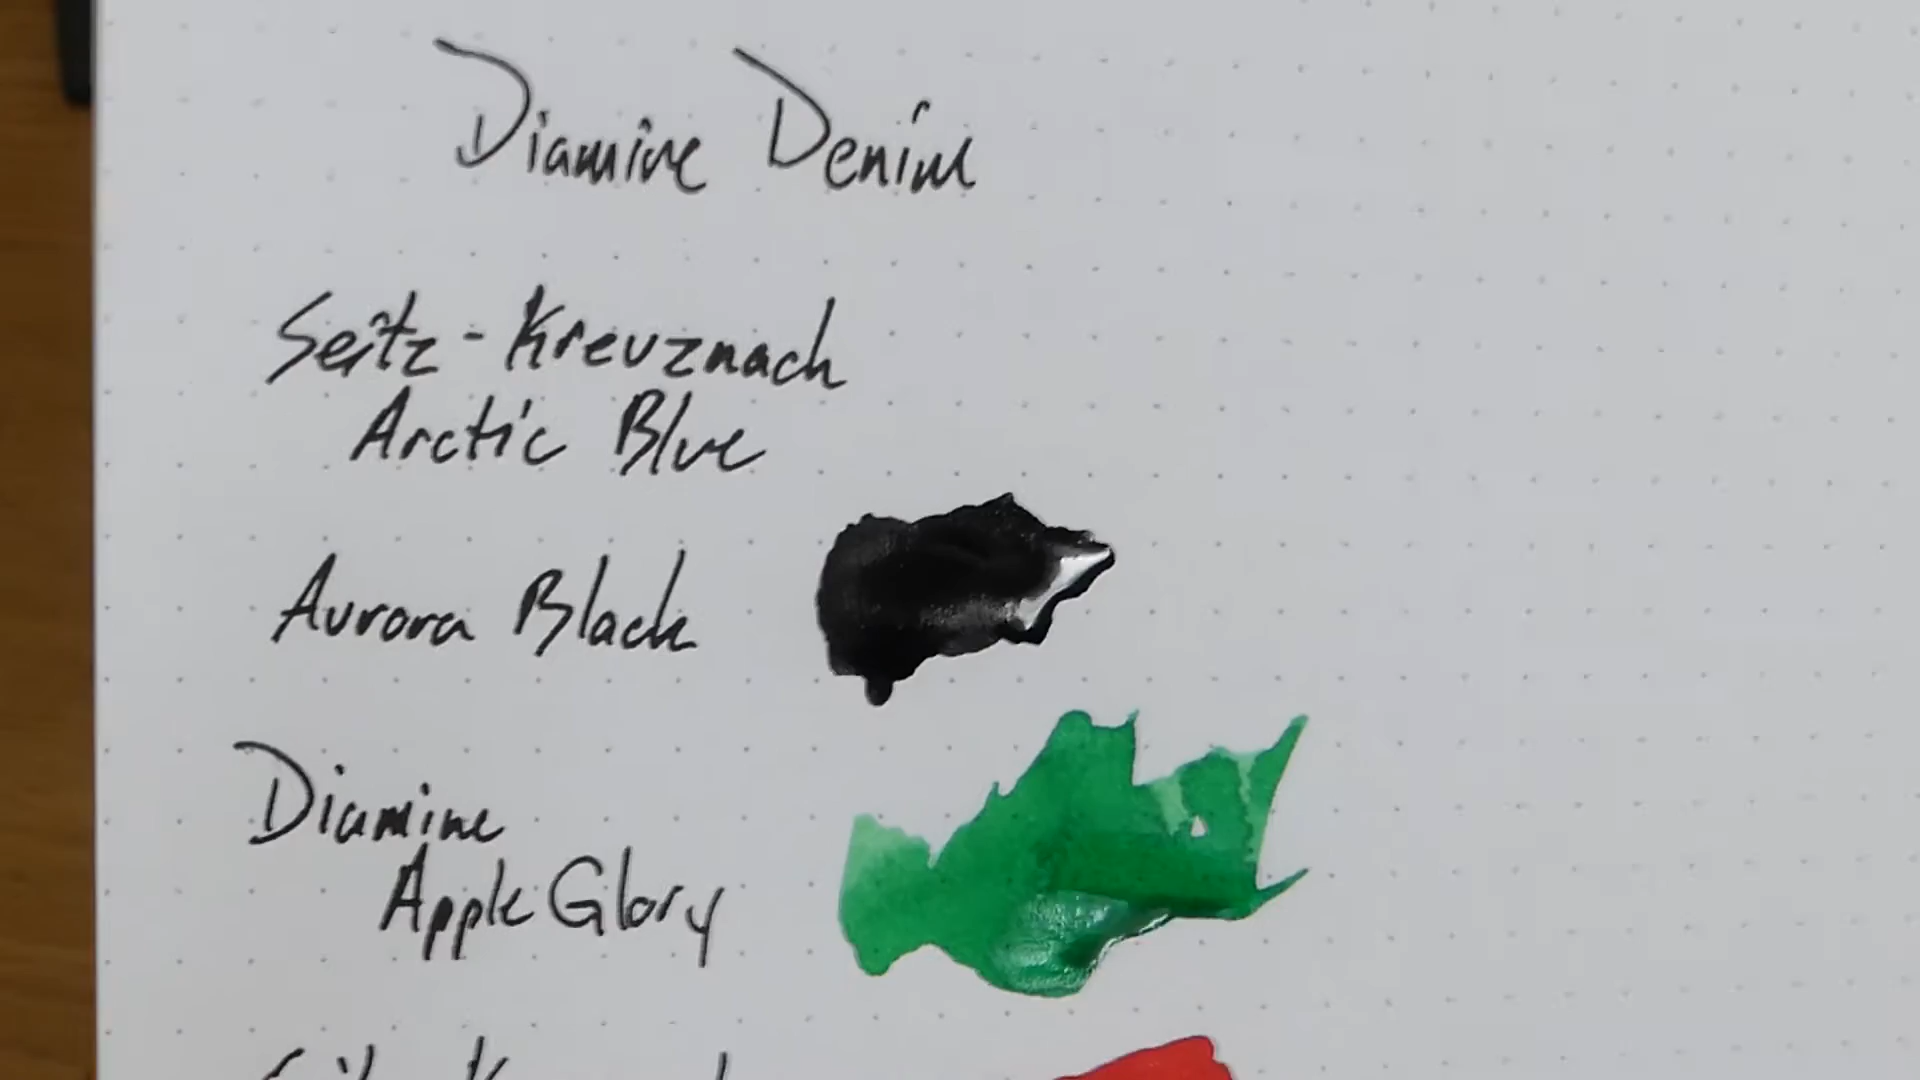 Diamine Denim
Seitz-Kreuznach
Arctic Blue
Aurora Black
Diamine
Apple Glory